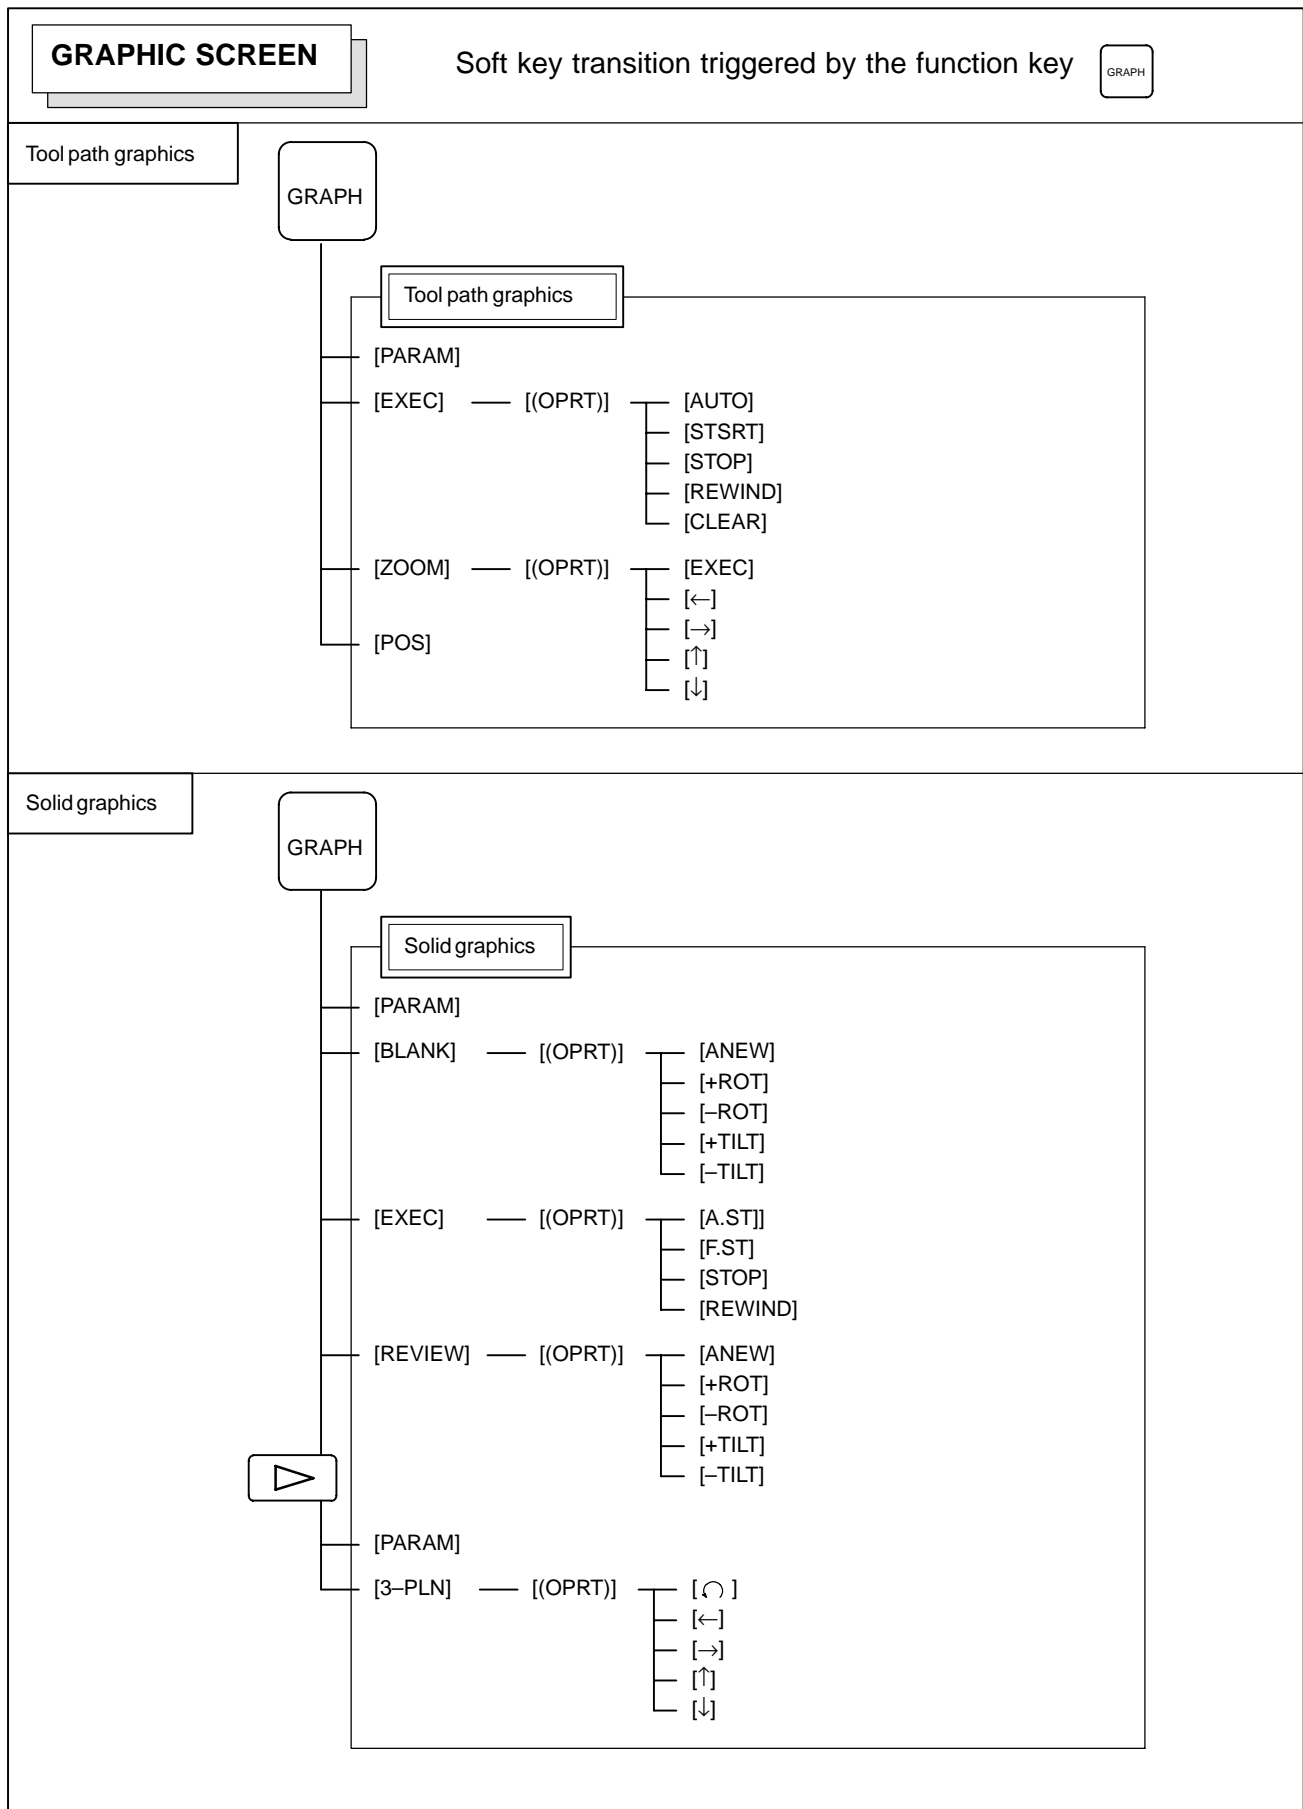 GRAPHIC SCREEN
Soft key transition triggered by the function key GRAPH
Tool path graphics
GRAPH
Tool path graphics
[PARAM]
[EXEC] [(OPRT)] [AUTO]
[STSRT]
[STOP]
[REWIND]
[CLEAR]
[ZOOM] [(OPRT)] [EXEC]
[←]
[→]
[POS]
[↑]
[↓]
Solid graphics
GRAPH
Solid graphics
[PARAM]
[BLANK] [(OPRT)] [ANEW]
[+ROT]
[–ROT]
[+TILT]
[–TILT]
[EXEC] [(OPRT)] [A.ST]]
[F.ST]
[STOP]
[REWIND]
[REVIEW] [(OPRT)] [ANEW]
[+ROT]
[–ROT]
[+TILT]
[–TILT]
[PARAM]
[3–PLN] [(OPRT)] [ ]
[←]
[→]
[↑]
[↓]